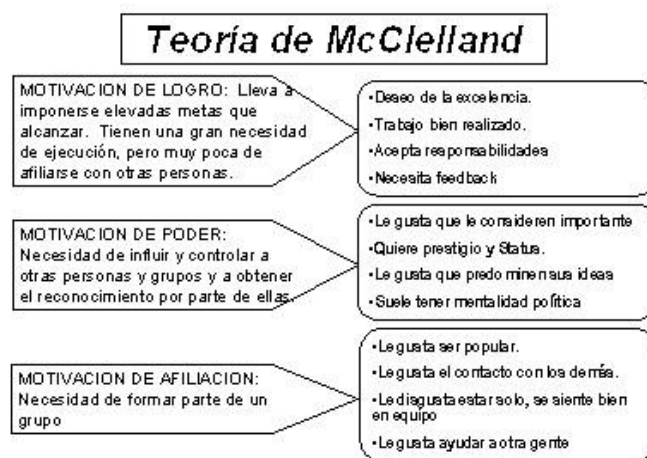 Teoría de McClelland
MOTIVACION DE LOGRO: Lleva a
imponerse elevadas metas que
alcanzar. Tienen una gran necesidad
de ejecución, pero muy poca de
afiliarse con otras personas.
•Deseo de la excelencia.
•Trabajo bien realizado.
•Acepta responsabilidades
•Necesita feedback
MOTIVACION DE PODER:
Necesidad de influir y controlar a
otras personas y grupos y a obtener
el reconocimiento por parte de ellas.
•Le gusta que le consideren importante
•Quiere prestigio y Status.
•Le gusta que predominen sus ideas
•Suele tener mentalidad política
MOTIVACION DE AFILIACION:
Necesidad de formar parte de un
grupo
•Le gusta ser popular.
•Le gusta el contacto con los demás.
•Le disgusta estar solo, se siente bien
en equipo
•Le gusta ayudar a otra gente